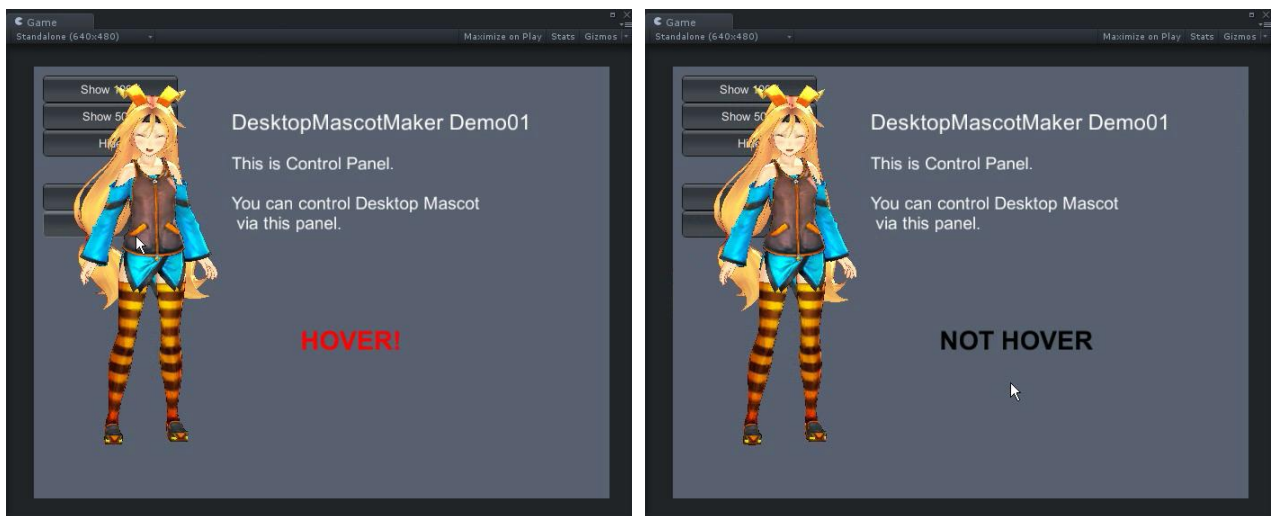 Game
Standalone (640x480)
Maximize on Play Stats Gizmos
Show
Show 50
DesktopMascotMaker Demo01
This is Control Panel.
You can control Desktop Mascot
via this panel.
HOVER!
Game
Standalone (640x480)
Maximize on Play Stats Gizmos
Show
Show 50
DesktopMascotMaker Demo01
This is Control Panel.
You can control Desktop Mascot
via this panel.
NOT HOVER